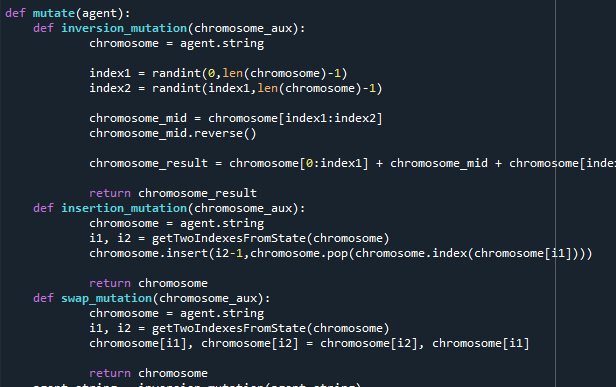 def mutate(agent):
    def inversion_mutation(chromosome_aux):
            chromosome = agent.string

            index1 = randint(0,len(chromosome)-1)
            index2 = randint(index1,len(chromosome)-1)

            chromosome_mid = chromosome[index1:index2]
            chromosome_mid.reverse()

            chromosome_result = chromosome[0:index1] + chromosome_mid + chromosome[inde

            return chromosome_result
    def insertion_mutation(chromosome_aux):
            chromosome = agent.string
            i1, i2 = getTwoIndexesFromState(chromosome)
            chromosome.insert(i2-1,chromosome.pop(chromosome.index(chromosome[i1])))

            return chromosome
    def swap_mutation(chromosome_aux):
            chromosome = agent.string
            i1, i2 = getTwoIndexesFromState(chromosome)
            chromosome[i1], chromosome[i2] = chromosome[i2], chromosome[i1]

            return chromosome
    agent.string = inversion_mutation(agent.string)